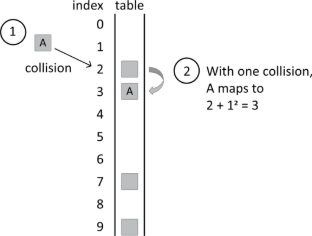 index table
0
1
A
1
collision
2
3 A
2
With one collision,
A maps to
2 + 1² = 3
4
5
6
7
8
9